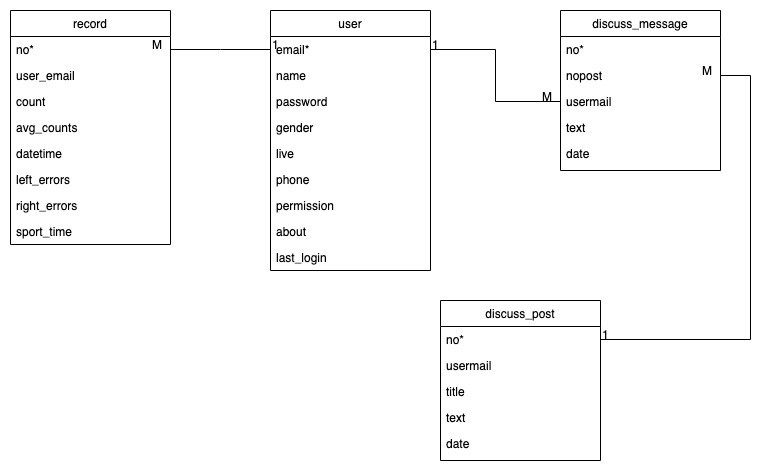 record
no*
M
user_email
count
avg_counts
datetime
left_errors
right_errors
sport_time
user
1
email*
1
name
password
gender
live
phone
permission
about
last_login
discuss_message
no*
nopost
M
M
usermail
text
date
discuss_post
no*
1
usermail
title
text
date